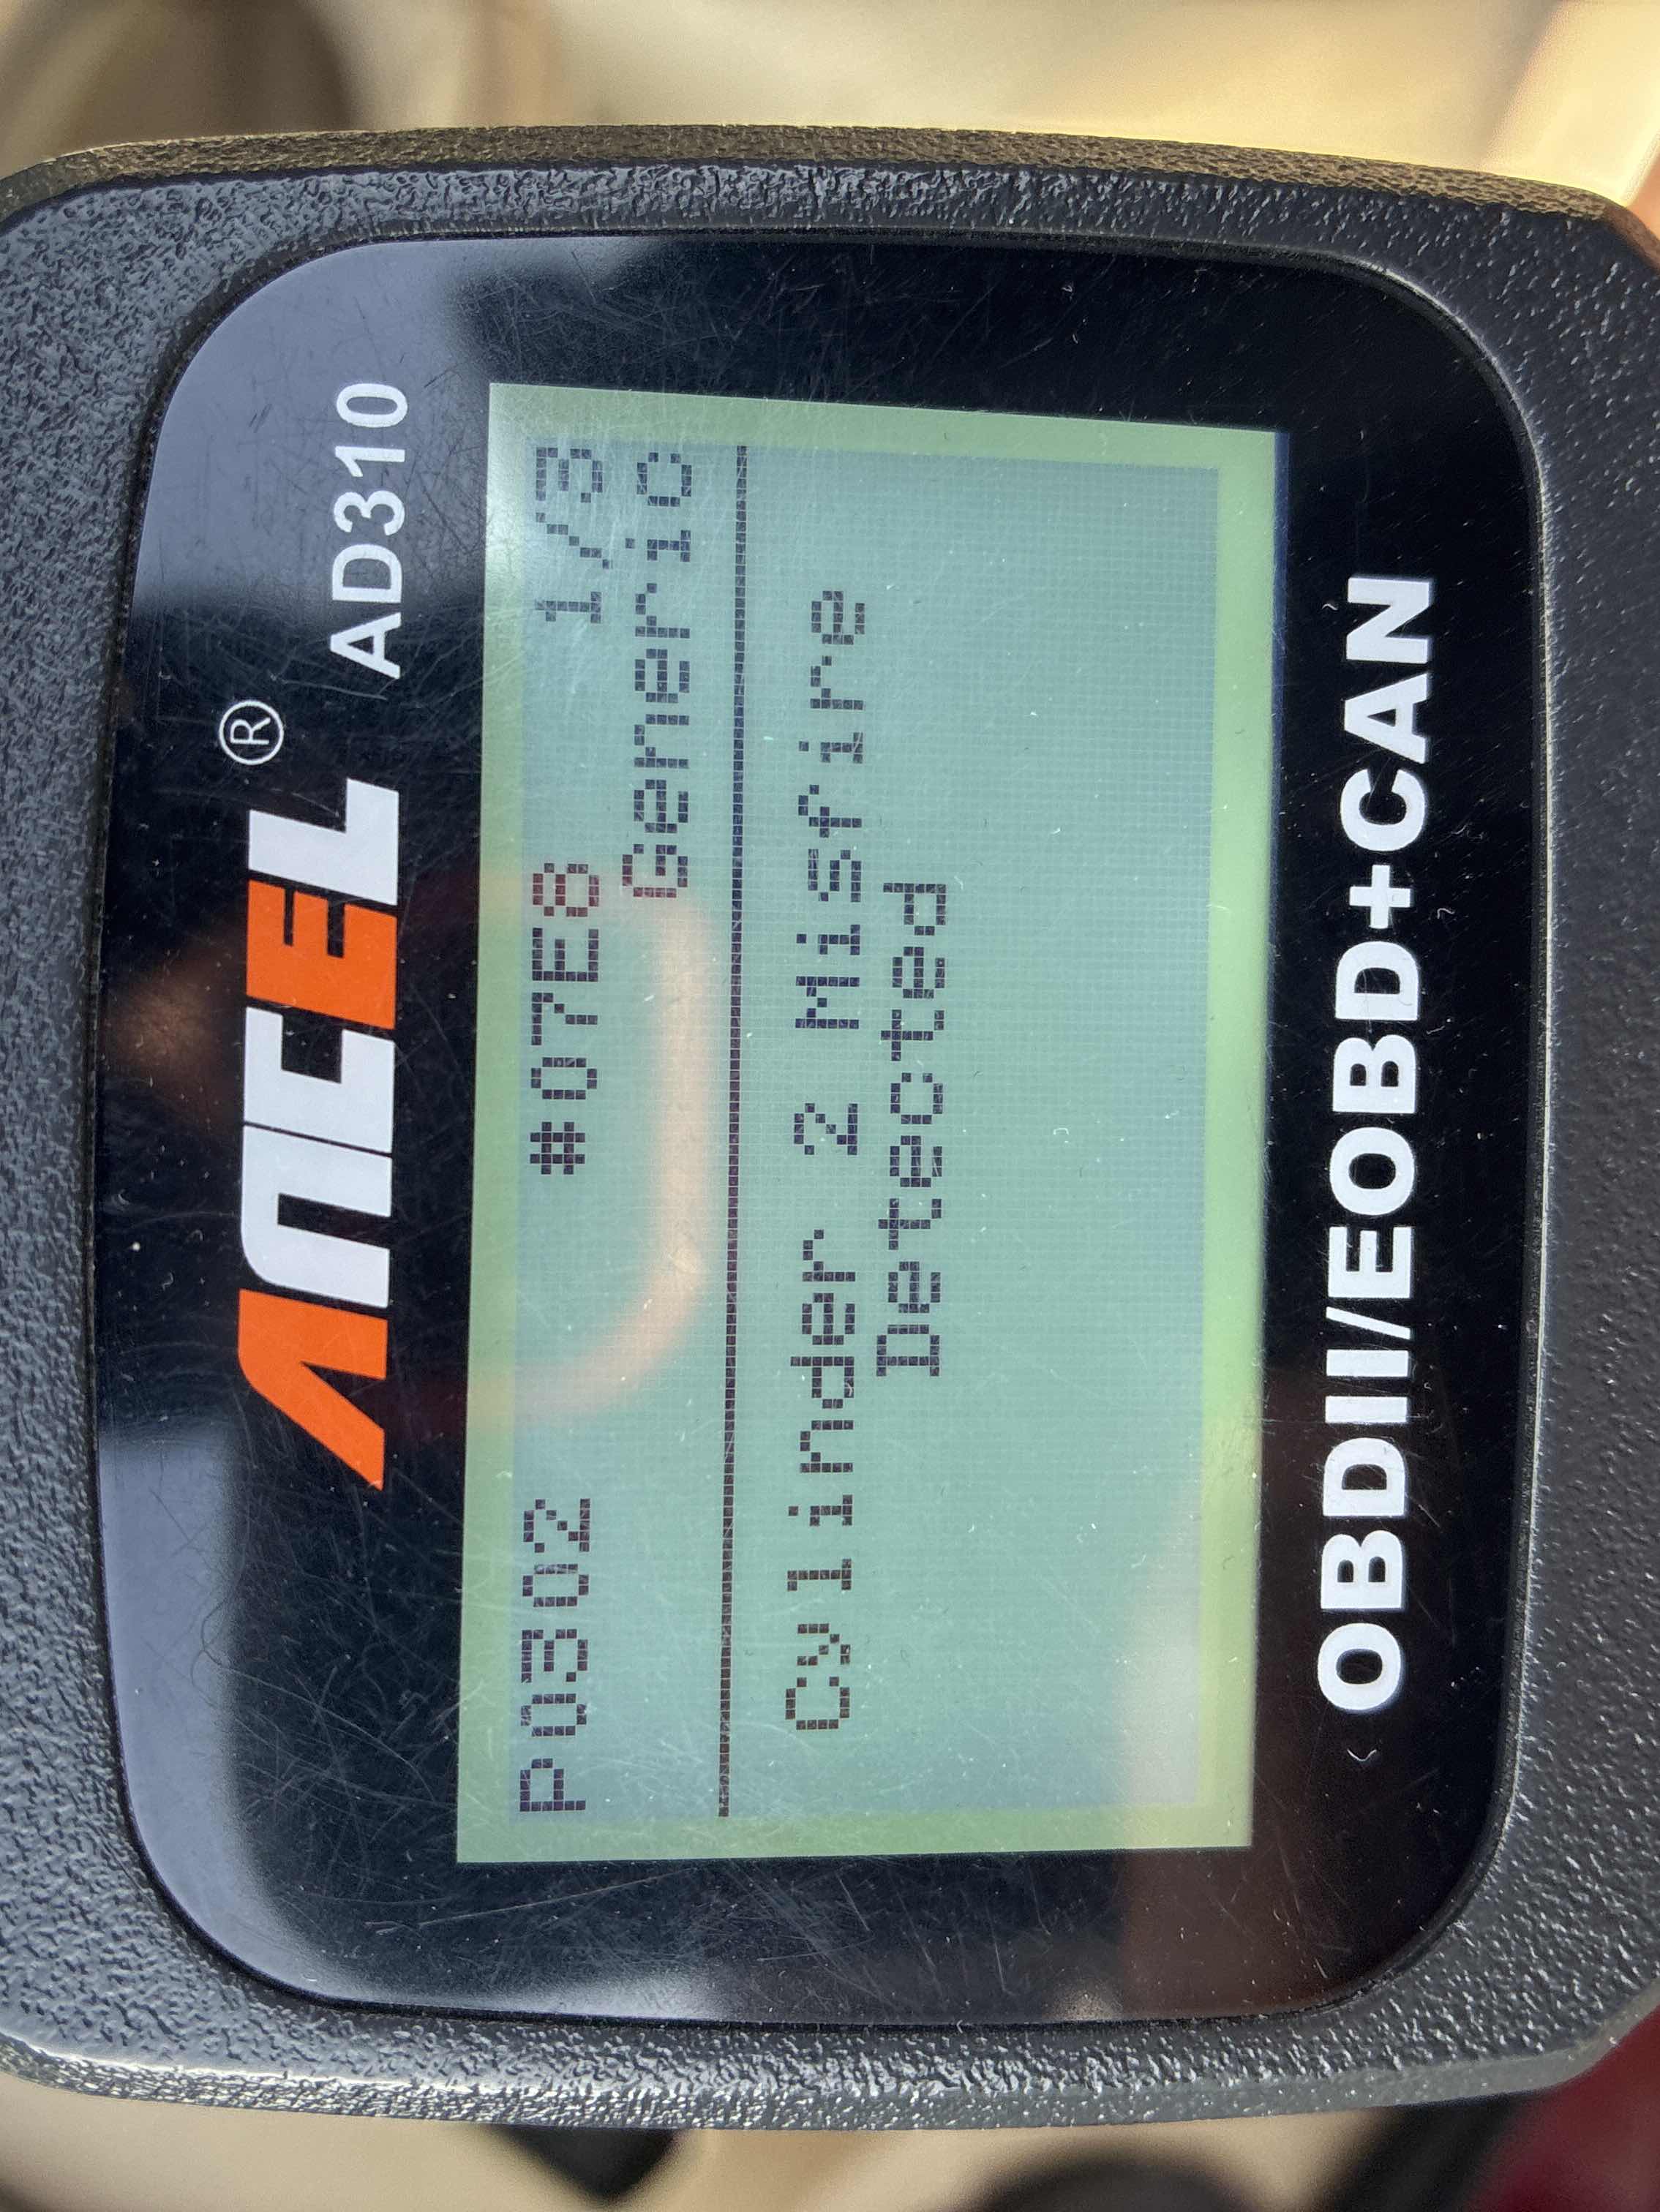 ANCEL® AD310
P0302 #07E8 1/3
Generic
Cylinder 2 Misfire
Detected
OBDII/EOBD+CAN